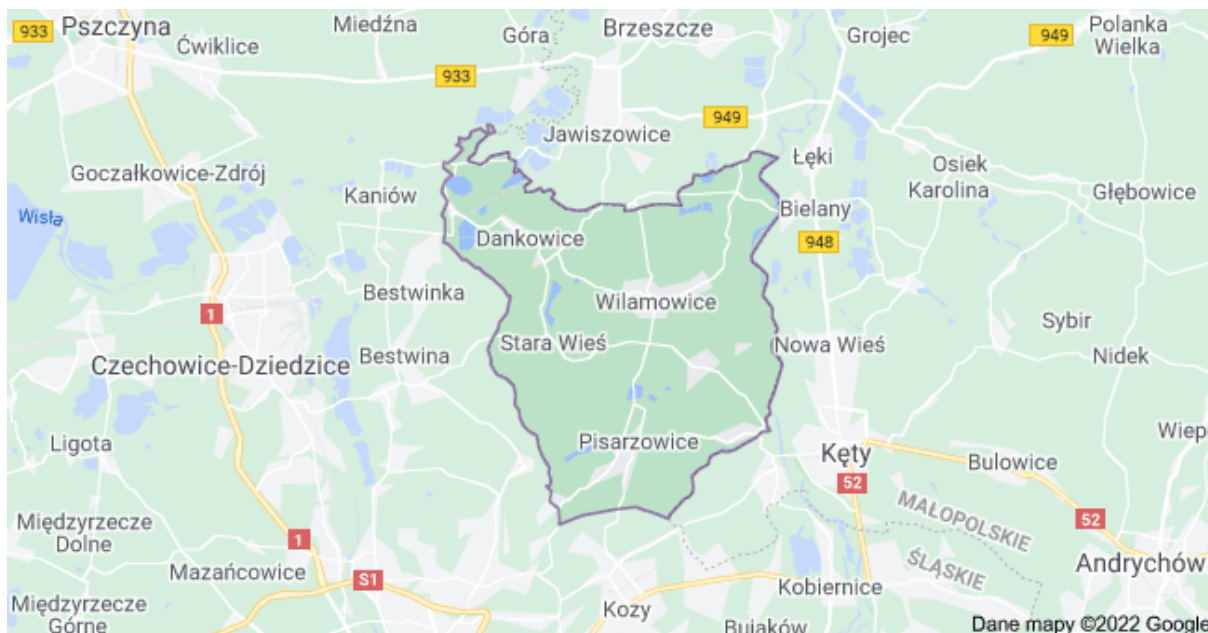 933
Pszczyna
Ćwiklice
Miedźna
Góra
Brzeszcze
Grojec
949
Polanka
Wielka
933
949
Jawiszowice
Łęki
Osiek
Karolina
Głębowice
Goczałkowice-Zdrój
Kaniów
Wisła
Bielany
948
Dankowice
Bestwinka
Wilamowice
1
Sybir
Stara Wieś
Nowa Wieś
Nidek
Bestwina
Czechowice-Dziedzice
Ligota
Pisarzowice
Kęty
Bulowice
Wiep
52
MAŁOPOLSKIE
52
Międzyrzecze
Dolne
1
ŚLĄSKIE
Andrychów
Mazańcowice
S1
Kobiernice
Międzyrzecze
Górne
Kozy
Bujaków
Dane mapy ©2022 Google